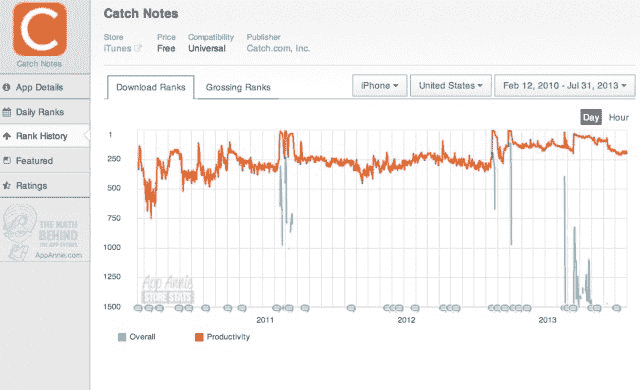 Catch Notes
C
Catch Notes
Store
Price
Compatibility
Publisher
iTunes
Free
Universal
Catch.com, Inc.
App Details
Daily Ranks
Rank History
Featured
Ratings
THE MATH
BEHIND
THE APP STORES
AppAnnie.com
Download Ranks
Grossing Ranks
iPhone
United States
Feb 12, 2010 - Jul 31, 2013
Day
Hour
1
250
500
750
1000
1250
1500
App Annie
STORE STATS
2011
2012
2013
Overall
Productivity